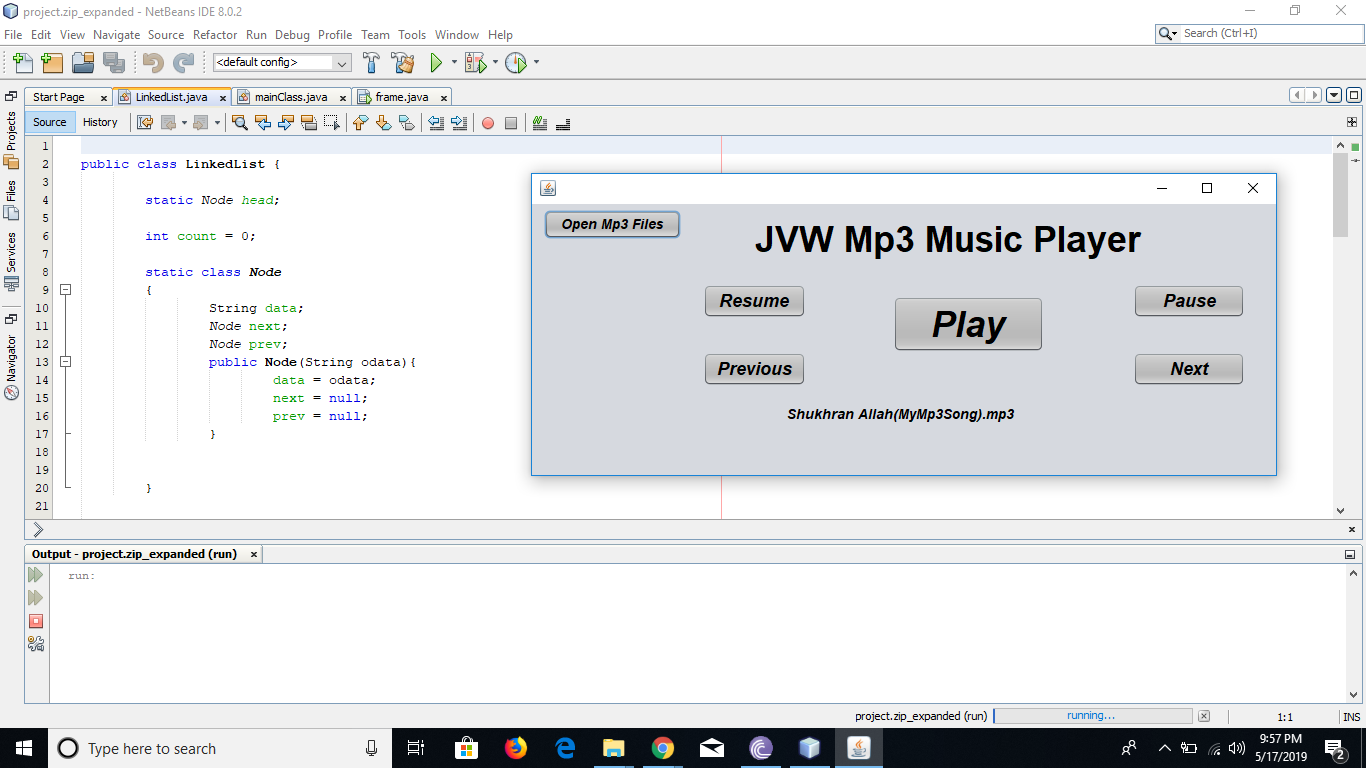 project.zip_expanded - NetBeans IDE 8.0.2
File Edit View Navigate Source Refactor Run Debug Profile Team Tools Window Help
Search (Ctrl+I)
<default config>
Start Page LinkedList.java mainClass.java frame.java
Source History
Projects
Files
Services
Navigator
1
2 public class LinkedList {
3
4 static Node head;
5
6 int count = 0;
7
8 static class Node
9 {
10 String data;
11 Node next;
12 Node prev;
13 public Node(String odata){
14 data = odata;
15 next = null;
16 prev = null;
17 }
18
19
20 }
21
Open Mp3 Files
JVW Mp3 Music Player
Resume Play Pause
Previous Next
Shukhran Allah(MyMp3Song).mp3
Output - project.zip_expanded (run)
run:
project.zip_expanded (run) running... 1:1 INS
Type here to search
9:57 PM
5/17/2019
2